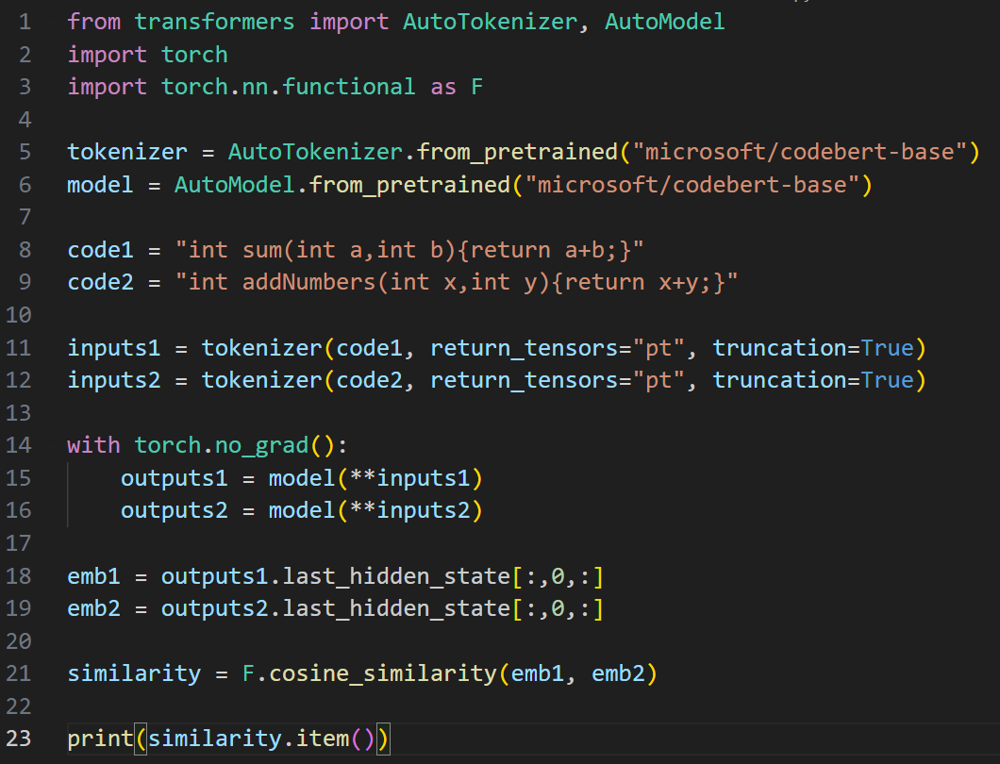 1 from transformers import AutoTokenizer, AutoModel
2 import torch
3 import torch.nn.functional as F
4
5 tokenizer = AutoTokenizer.from_pretrained("microsoft/codebert-base")
6 model = AutoModel.from_pretrained("microsoft/codebert-base")
7
8 code1 = "int sum(int a,int b){return a+b;}"
9 code2 = "int addNumbers(int x,int y){return x+y;}"
10
11 inputs1 = tokenizer(code1, return_tensors="pt", truncation=True)
12 inputs2 = tokenizer(code2, return_tensors="pt", truncation=True)
13
14 with torch.no_grad():
15     outputs1 = model(**inputs1)
16     outputs2 = model(**inputs2)
17
18 emb1 = outputs1.last_hidden_state[:,0,:]
19 emb2 = outputs2.last_hidden_state[:,0,:]
20
21 similarity = F.cosine_similarity(emb1, emb2)
22
23 print(similarity.item())